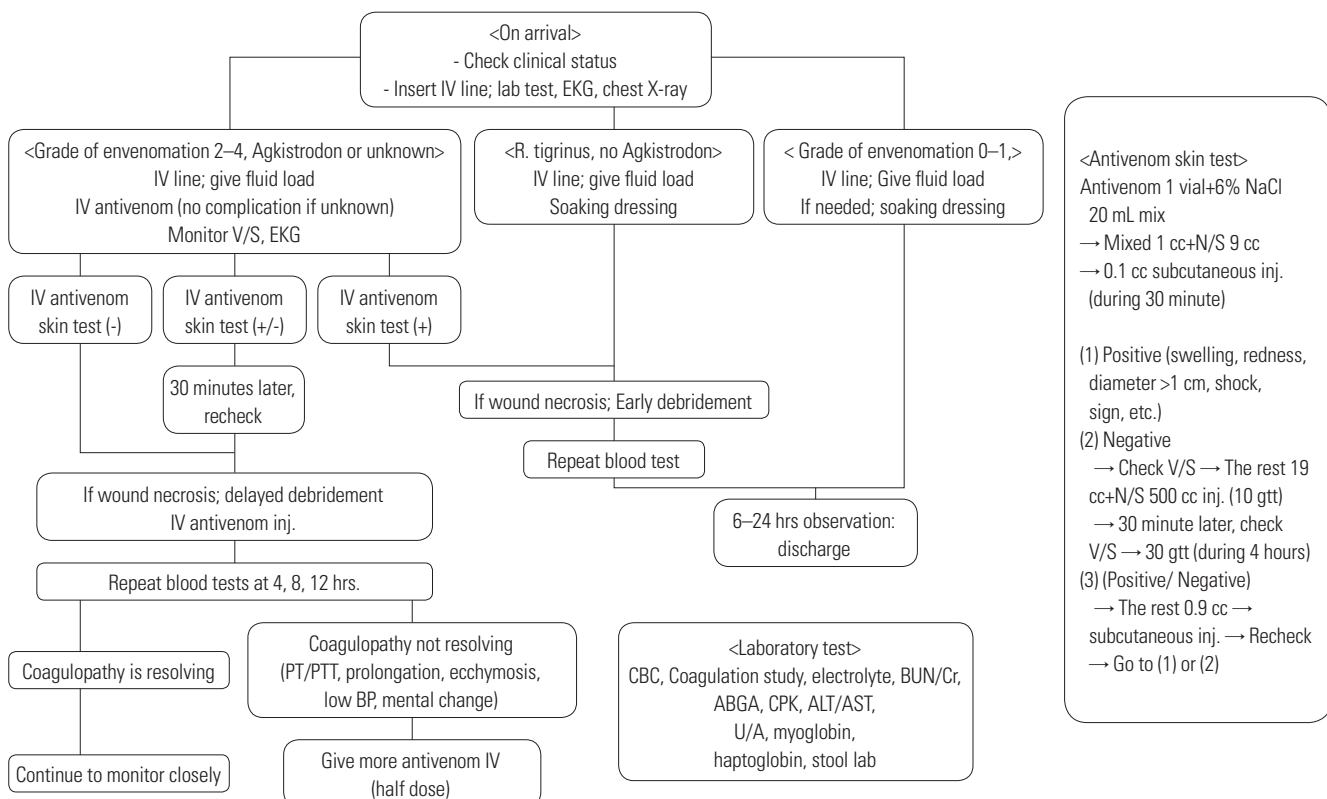 <On arrival>
- Check clinical status
- Insert IV line; lab test, EKG, chest X-ray
<Grade of envenomation 2–4, Agkistrodon or unknown>
IV line; give fluid load
IV antivenom (no complication if unknown)
Monitor V/S, EKG
<R. tigrinus, no Agkistrodon>
IV line; give fluid load
Soaking dressing
< Grade of envenomation 0–1,>
IV line; Give fluid load
If needed; soaking dressing
IV antivenom
skin test (-)
IV antivenom
skin test (+/-)
IV antivenom
skin test (+)
30 minutes later,
recheck
If wound necrosis; Early debridement
Repeat blood test
If wound necrosis; delayed debridement
IV antivenom inj.
6–24 hrs observation:
discharge
Repeat blood tests at 4, 8, 12 hrs.
Coagulopathy is resolving
Coagulopathy not resolving
(PT/PTT, prolongation, ecchymosis,
low BP, mental change)
Continue to monitor closely
Give more antivenom IV
(half dose)
<Laboratory test>
CBC, Coagulation study, electrolyte, BUN/Cr,
ABGA, CPK, ALT/AST,
U/A, myoglobin,
haptoglobin, stool lab
<Antivenom skin test>
Antivenom 1 vial+6% NaCl
20 mL mix
→ Mixed 1 cc+N/S 9 cc
→ 0.1 cc subcutaneous inj.
(during 30 minute)
(1) Positive (swelling, redness,
diameter >1 cm, shock,
sign, etc.)
(2) Negative
→ Check V/S → The rest 19
cc+N/S 500 cc inj. (10 gtt)
→ 30 minute later, check
V/S → 30 gtt (during 4 hours)
(3) (Positive/ Negative)
→ The rest 0.9 cc →
subcutaneous inj. → Recheck
→ Go to (1) or (2)